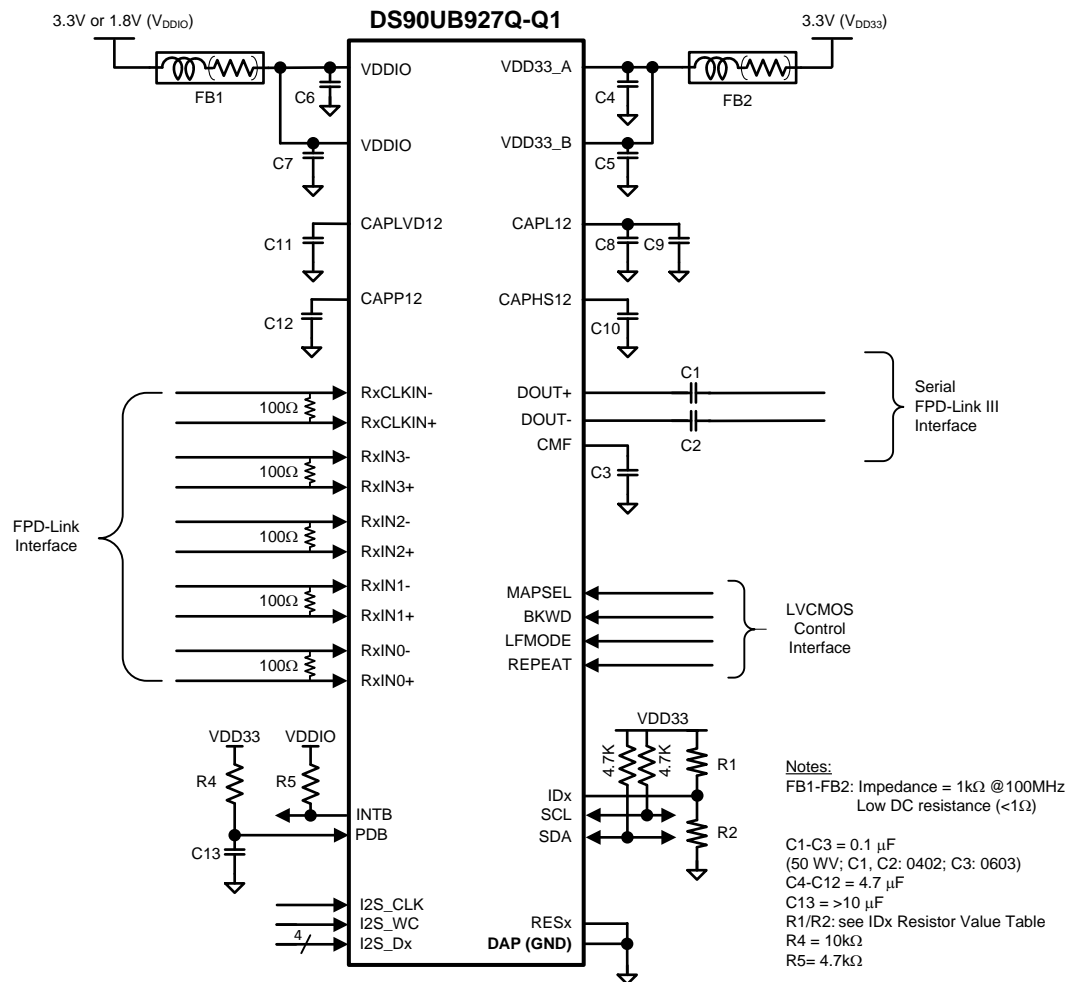 DS90UB927Q-Q1
3.3V or 1.8V (VDDIO)
3.3V (VDD33)
FB1
C6
VDDIO
C7
VDDIO
VDD33_A
C4
FB2
VDD33_B
C5
C11
CAPLVD12
CAPL12
C8
C9
C12
CAPP12
CAPHS12
C10
FPD-Link
Interface
100Ω
RxCLKIN-
RxCLKIN+
100Ω
RxIN3-
RxIN3+
100Ω
RxIN2-
RxIN2+
100Ω
RxIN1-
RxIN1+
100Ω
RxIN0-
RxIN0+
DOUT+
C1
DOUT-
C2
CMF
C3
Serial
FPD-Link III
Interface
MAPSEL
BKWD
LFMODE
REPEAT
LVCMOS
Control
Interface
VDD33
VDDIO
R4
R5
INTB
PDB
C13
VDD33
4.7K
4.7K
R1
IDx
SCL
SDA
R2
I2S_CLK
I2S_WC
4
I2S_Dx
RESx
DAP (GND)
Notes:
FB1-FB2: Impedance = 1kΩ @100MHz
Low DC resistance (<1Ω)
C1-C3 = 0.1 μF
(50 WV; C1, C2: 0402; C3: 0603)
C4-C12 = 4.7 μF
C13 = >10 μF
R1/R2: see IDx Resistor Value Table
R4 = 10kΩ
R5= 4.7kΩ